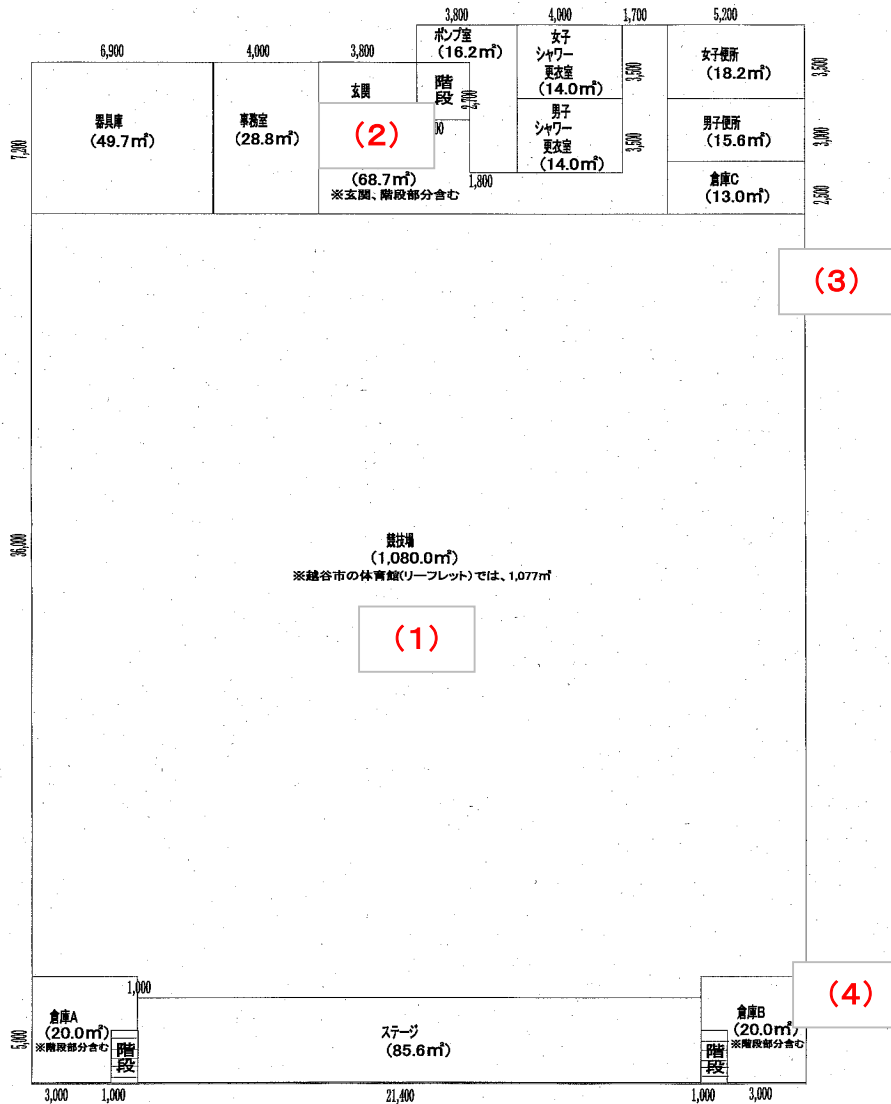 3,800
4,000
1,700
5,200
6,900
4,000
3,800
ポンプ室
(16.2㎡)
女子
シャワー
更衣室
(14.0㎡)
3,500
女子便所
(18.2㎡)
3,500
玄関
階段
2,700
器具庫
(49.7㎡)
事務室
(28.8㎡)
(2)
7,200
男子
シャワー
更衣室
(14.0㎡)
3,500
男子便所
(15.6㎡)
3,000
(68.7㎡)
※玄関、階段部分含む
1,800
倉庫C
(13.0㎡)
2,500
(3)
36,000
競技場
(1,080.0㎡)
※越谷市の体育館(リーフレット)では、1,077㎡
(1)
(4)
1,000
5,000
倉庫A
(20.0㎡)
※階段部分含む
階段
ステージ
(85.6㎡)
倉庫B
(20.0㎡)
※階段部分含む
階段
3,000
1,000
21,400
1,000
3,000